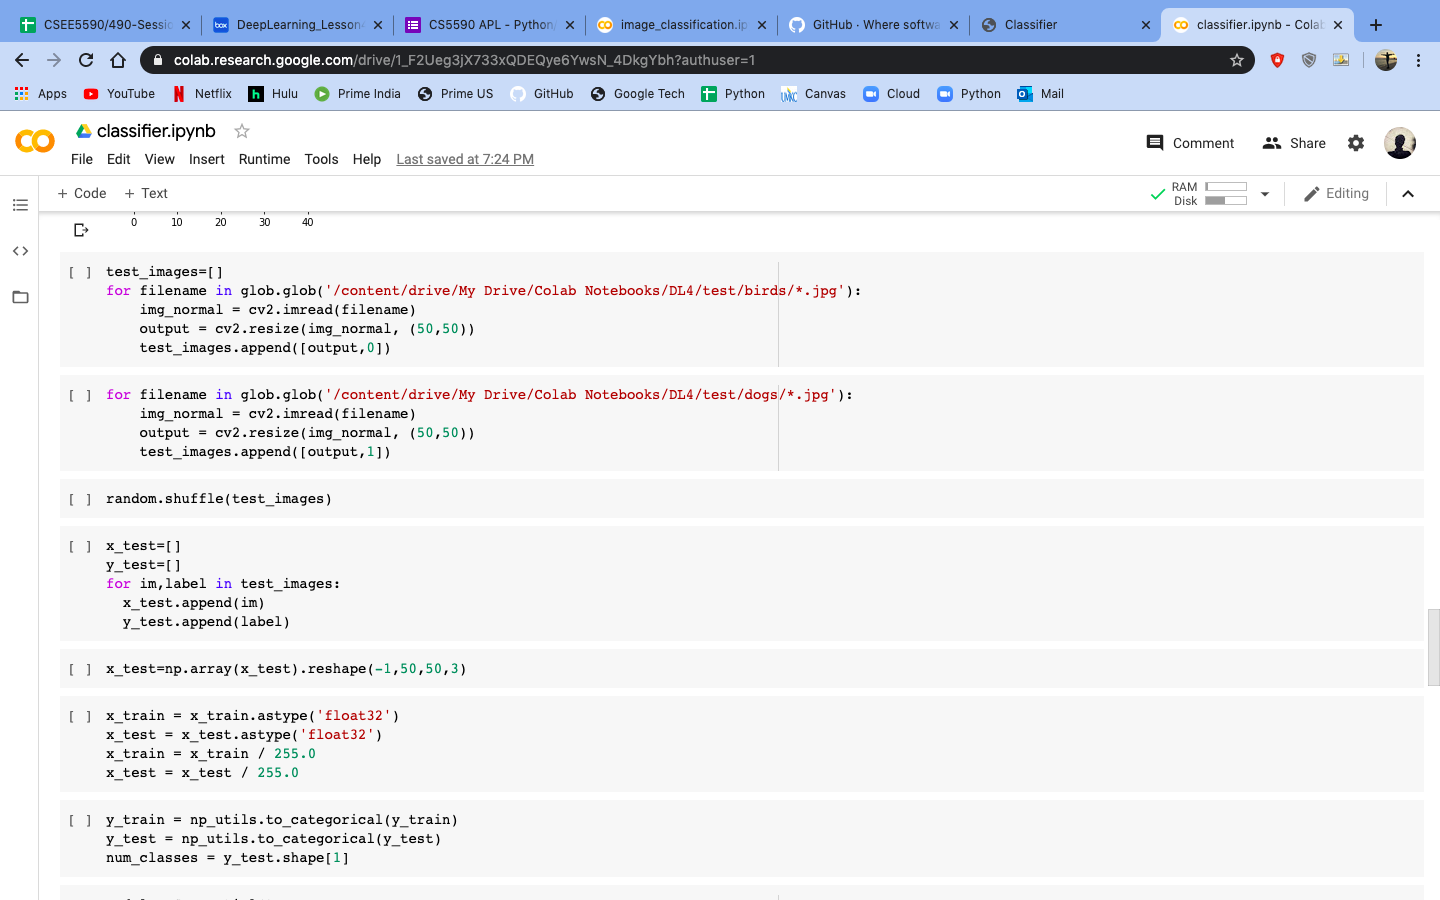 CSEE5590/490-Sessi
DeepLearning_Lesson
CS5590 APL - Python
image_classification.ip
GitHub · Where softwa
Classifier
classifier.ipynb - Colab
colab.research.google.com/drive/1_F2Ueg3jX733xQDEQye6YwsN_4DkgYbh?authuser=1
Apps YouTube Netflix Hulu Prime India Prime US GitHub Google Tech Python Canvas Cloud Python Mail
classifier.ipynb
File Edit View Insert Runtime Tools Help Last saved at 7:24 PM
Comment Share
+ Code + Text
RAM
Disk
Editing
0 10 20 30 40
[ ] test_images=[]
for filename in glob.glob('/content/drive/My Drive/Colab Notebooks/DL4/test/birds/*.jpg'):
    img_normal = cv2.imread(filename)
    output = cv2.resize(img_normal, (50,50))
    test_images.append([output,0])
[ ] for filename in glob.glob('/content/drive/My Drive/Colab Notebooks/DL4/test/dogs/*.jpg'):
    img_normal = cv2.imread(filename)
    output = cv2.resize(img_normal, (50,50))
    test_images.append([output,1])
[ ] random.shuffle(test_images)
[ ] x_test=[]
y_test=[]
for im,label in test_images:
  x_test.append(im)
  y_test.append(label)
[ ] x_test=np.array(x_test).reshape(-1,50,50,3)
[ ] x_train = x_train.astype('float32')
x_test = x_test.astype('float32')
x_train = x_train / 255.0
x_test = x_test / 255.0
[ ] y_train = np_utils.to_categorical(y_train)
y_test = np_utils.to_categorical(y_test)
num_classes = y_test.shape[1]